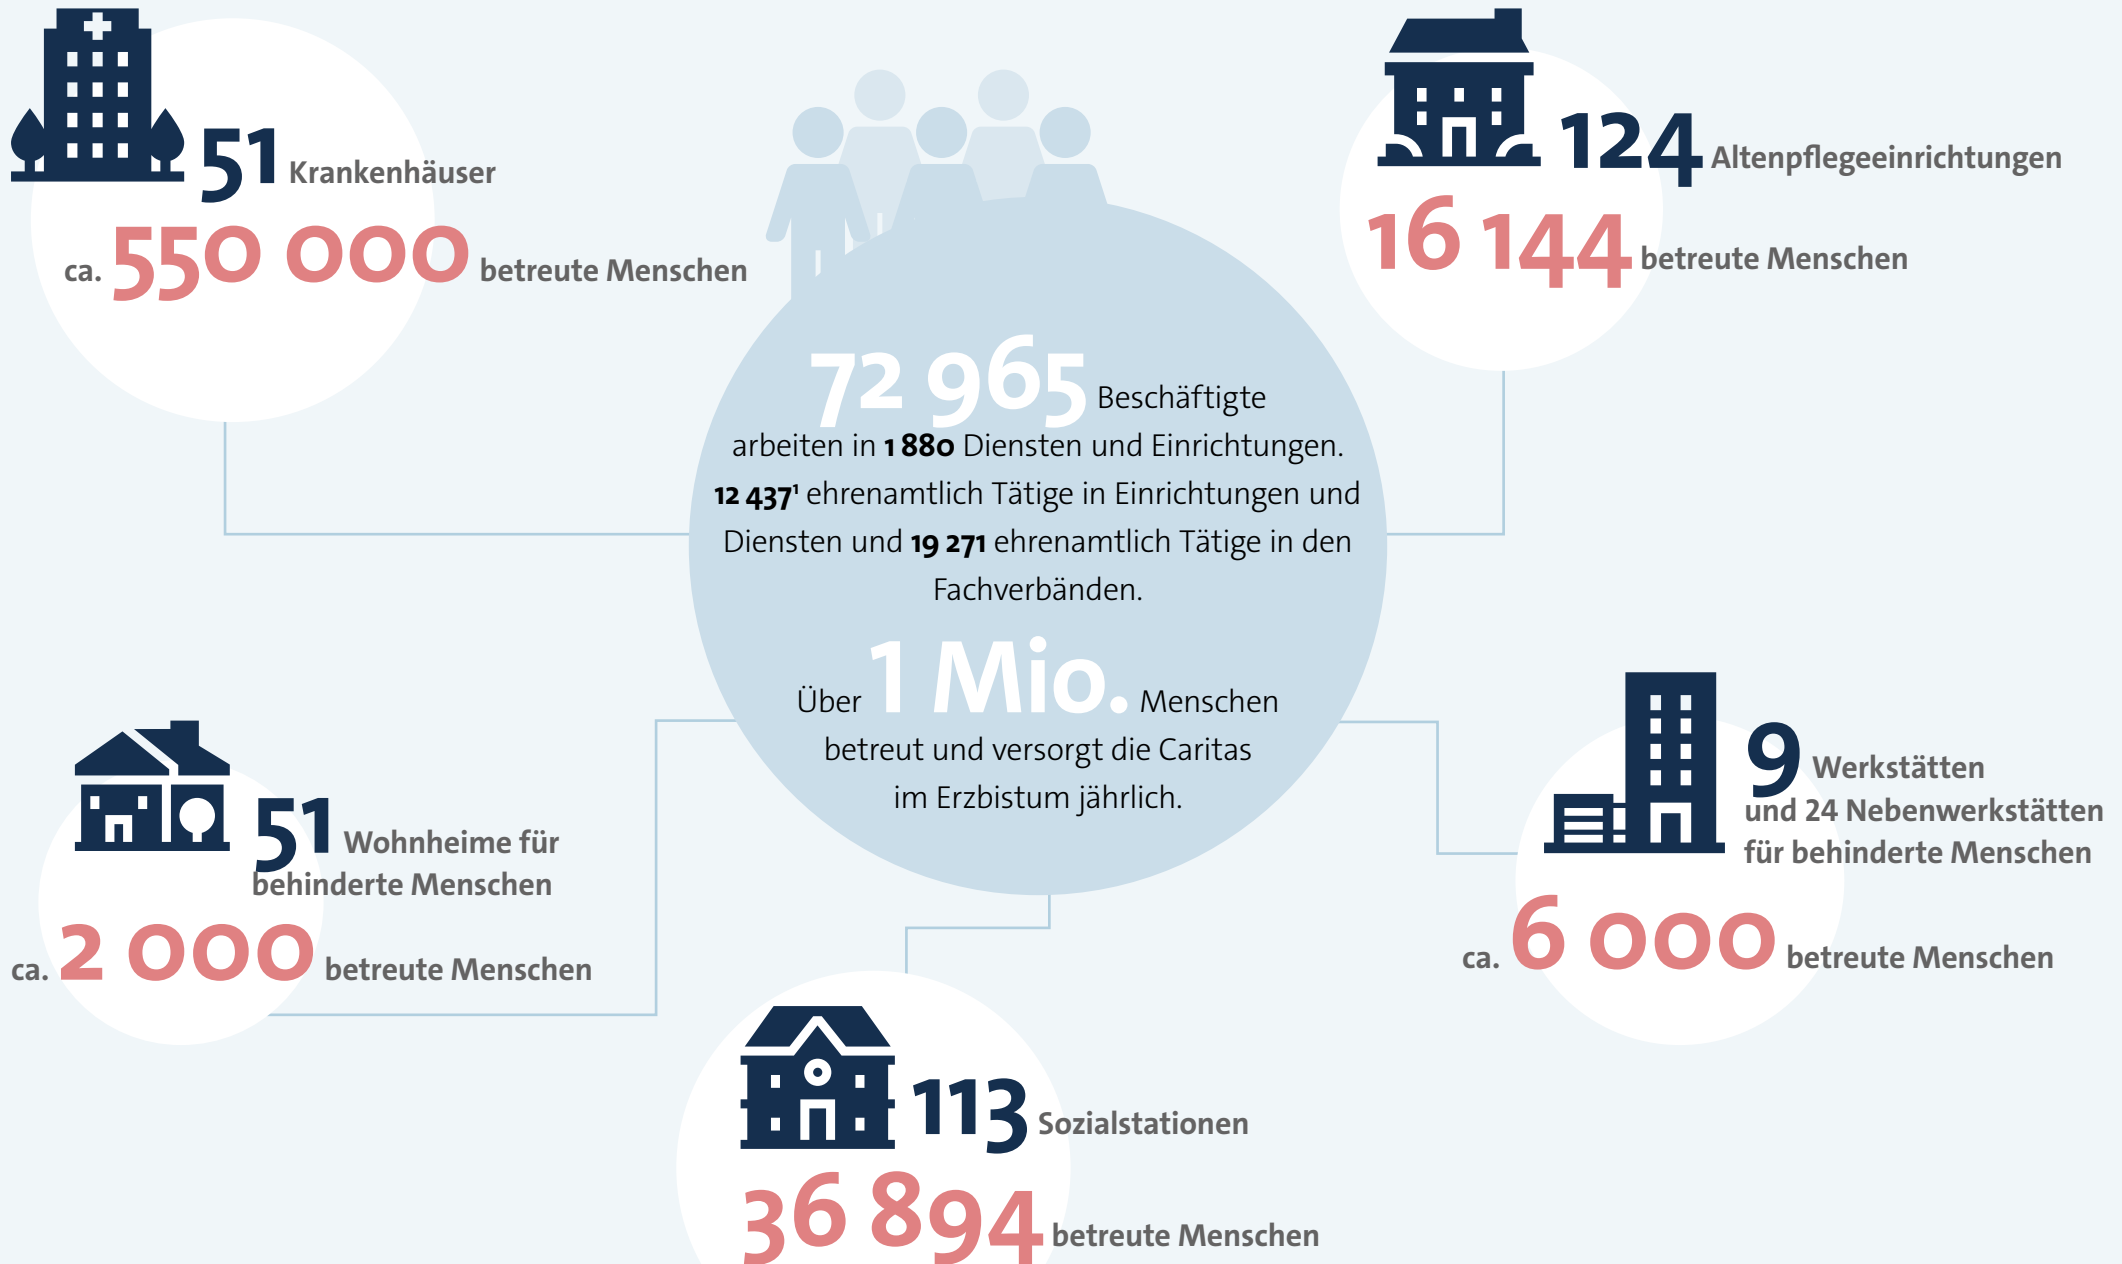 51 Krankenhäuser
ca. 550 000 betreute Menschen
124 Altenpflegeeinrichtungen
16 144 betreute Menschen
72 965 Beschäftigte
arbeiten in 1 880 Diensten und Einrichtungen.
12 437¹ ehrenamtlich Tätige in Einrichtungen und
Diensten und 19 271 ehrenamtlich Tätige in den
Fachverbänden.
Über 1 Mio. Menschen
betreut und versorgt die Caritas
im Erzbistum jährlich.
51 Wohnheime für
behinderte Menschen
ca. 2 000 betreute Menschen
9 Werkstätten
und 24 Nebenwerkstätten
für behinderte Menschen
ca. 6 000 betreute Menschen
113 Sozialstationen
36 894 betreute Menschen